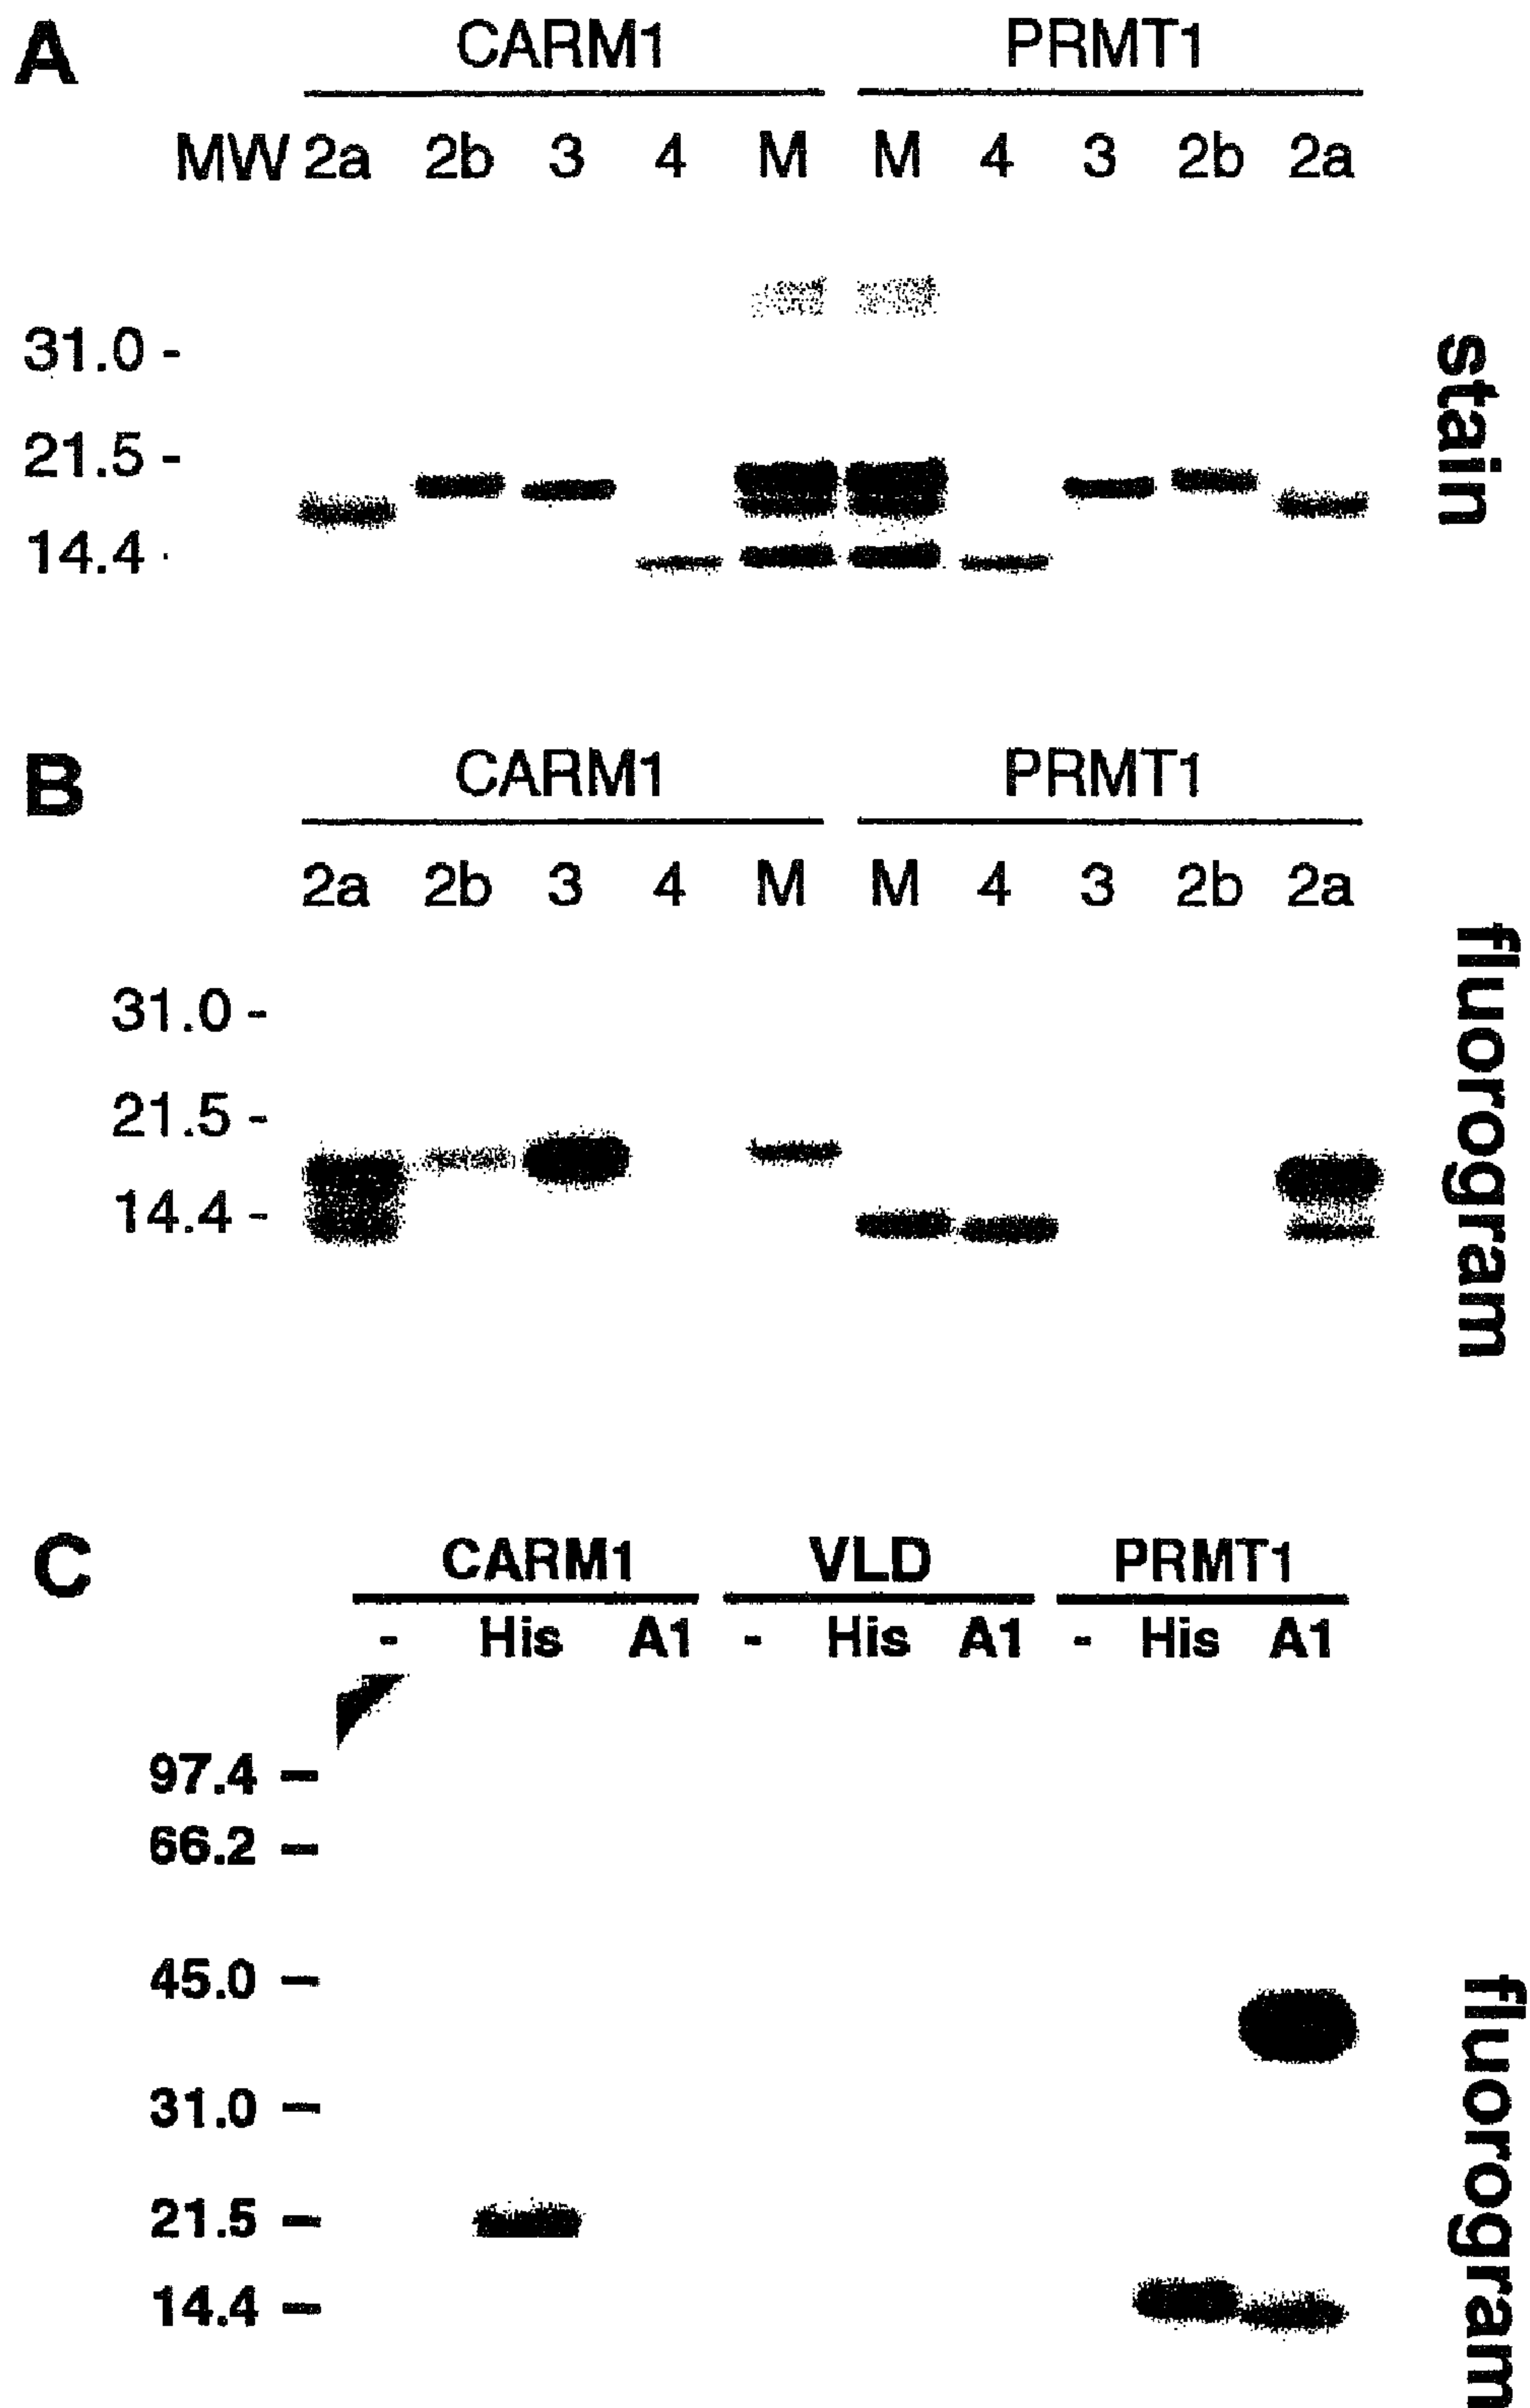 A
CARM1 PRMT1
MW 2a 2b 3 4 M M 4 3 2b 2a
31.0 -
21.5 -
14.4 -
stain
B
CARM1 PRMT1
2a 2b 3 4 M M 4 3 2b 2a
31.0 -
21.5 -
14.4 -
fluorogram
C
CARM1 VLD PRMT1
- His A1 - His A1 - His A1
97.4 –
66.2 –
45.0 –
31.0 –
21.5 –
14.4 –
fluorogram